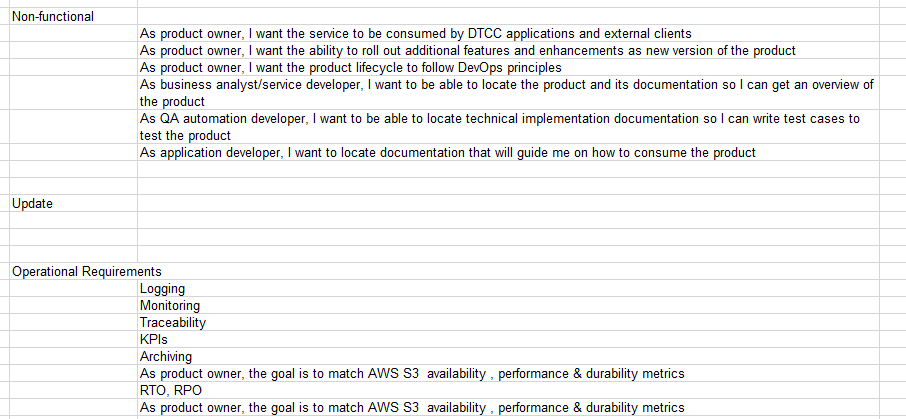 Non-functional
As product owner, I want the service to be consumed by DTCC applications and external clients
As product owner, I want the ability to roll out additional features and enhancements as new version of the product
As product owner, I want the product lifecycle to follow DevOps principles
As business analyst/service developer, I want to be able to locate the product and its documentation so I can get an overview of
the product
As QA automation developer, I want to be able to locate technical implementation documentation so I can write test cases to
test the product
As application developer, I want to locate documentation that will guide me on how to consume the product
Update
Operational Requirements
Logging
Monitoring
Traceability
KPIs
Archiving
As product owner, the goal is to match AWS S3  availability , performance & durability metrics
RTO, RPO
As product owner, the goal is to match AWS S3  availability , performance & durability metrics